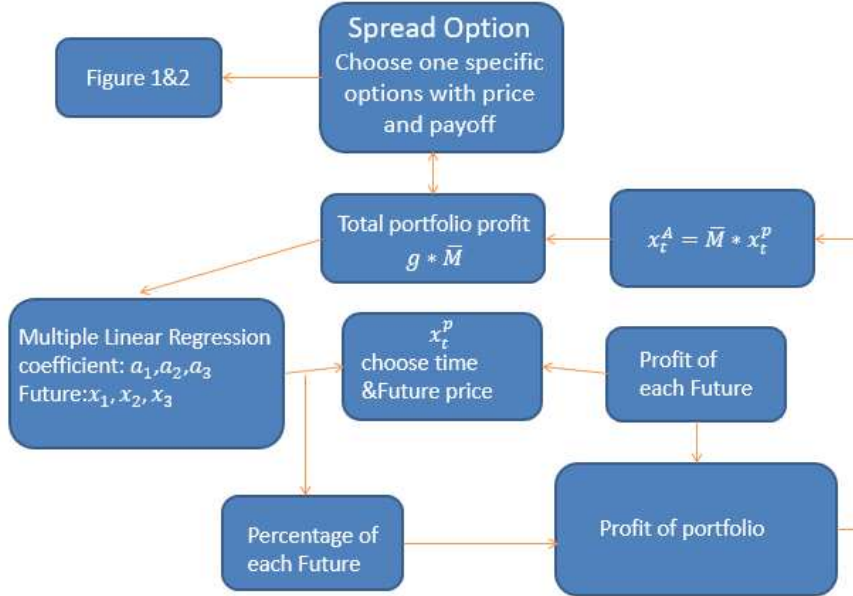 Spread Option
Choose one specific
options with price
and payoff
Figure 1&2
Total portfolio profit
$g * \bar{M}$
$x_t^A = \bar{M} * x_t^p$
Multiple Linear Regression
coefficient: $a_1, a_2, a_3$
Future:$x_1, x_2, x_3$
$x_t^p$
choose time
&Future price
Profit of
each Future
Percentage of
each Future
Profit of portfolio